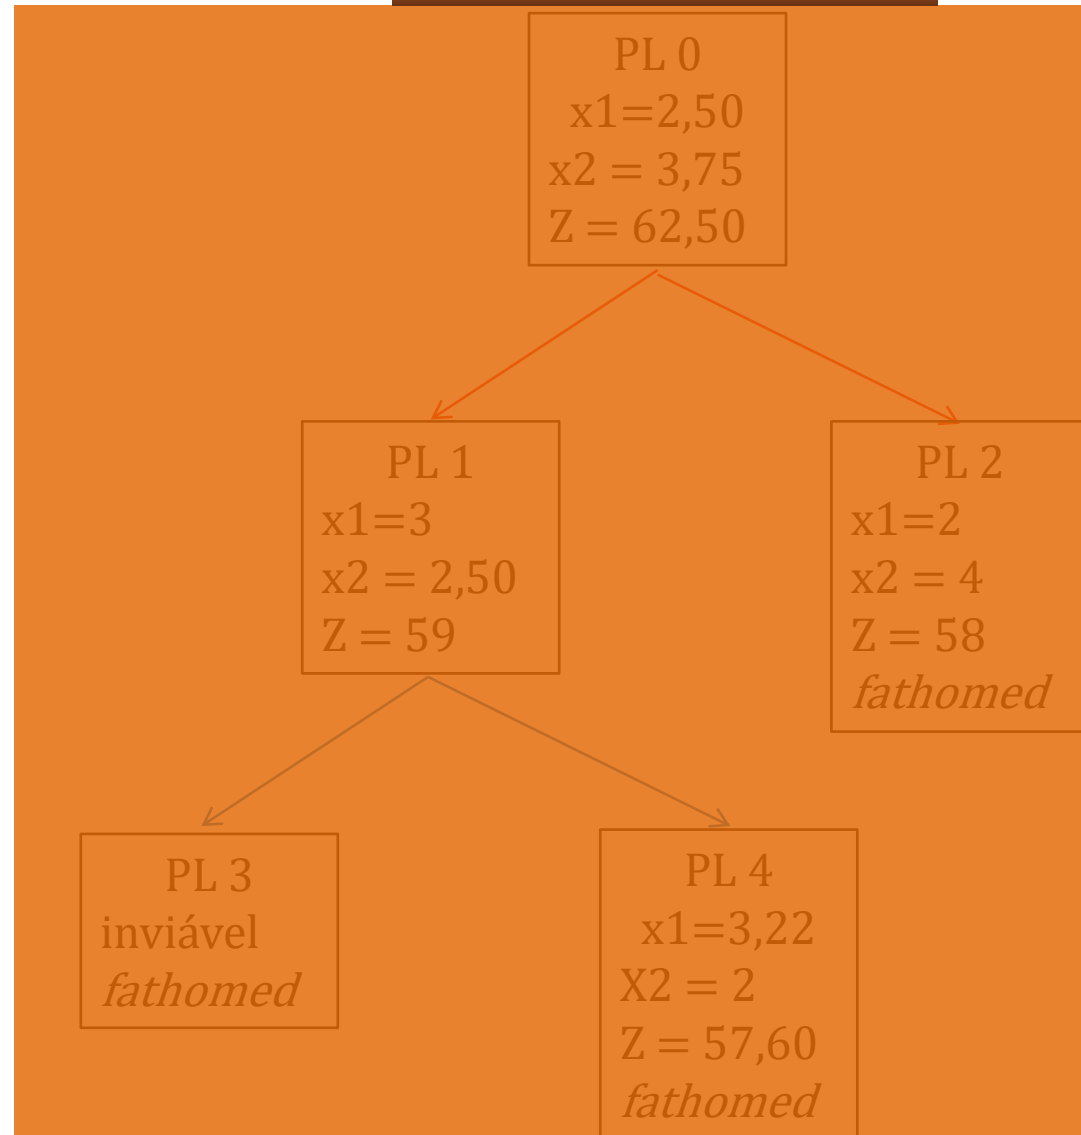 PL 0
x1=2,50
x2 = 3,75
Z = 62,50
PL 1
x1=3
x2 = 2,50
Z = 59
PL 2
x1=2
x2 = 4
Z = 58
fathomed
PL 3
inviável
fathomed
PL 4
x1=3,22
X2 = 2
Z = 57,60
fathomed